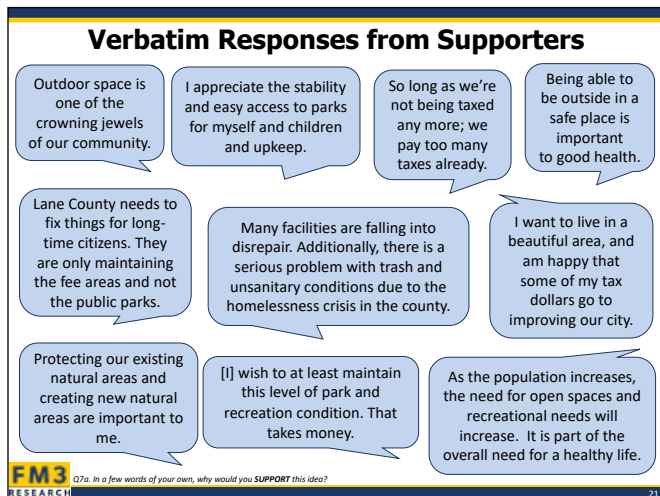 Verbatim Responses from Supporters
Outdoor space is
one of the
crowning jewels
of our community.
I appreciate the stability
and easy access to parks
for myself and children
and upkeep.
So long as we're
not being taxed
any more; we
pay too many
taxes already.
Being able to
be outside in a
safe place is
important
to good health.
Lane County needs to
fix things for long-
time citizens. They
are only maintaining
the fee areas and not
the public parks.
Many facilities are falling into
disrepair. Additionally, there is a
serious problem with trash and
unsanitary conditions due to the
homelessness crisis in the county.
I want to live in a
beautiful area, and
am happy that
some of my tax
dollars go to
improving our city.
Protecting our existing
natural areas and
creating new natural
areas are important to
me.
[I] wish to at least maintain
this level of park and
recreation condition. That
takes money.
As the population increases,
the need for open spaces and
recreational needs will
increase.  It is part of the
overall need for a healthy life.
FM3
RESEARCH
Q7a. In a few words of your own, why would you SUPPORT this idea?
21